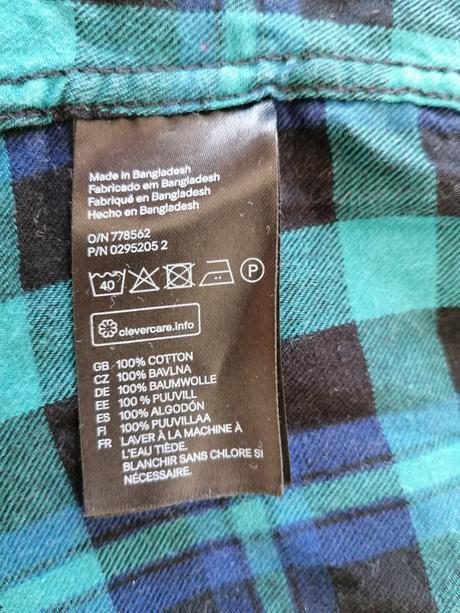 Made in Bangladesh
Fabricado em Bangladesh
Fabriqué en Bangladesh
Hecho en Bangladesh
O/N 778562
P/N 0295205 2
40 P
clevercare.info
GB 100% COTTON
CZ 100% BAVLNA
DE 100% BAUMWOLLE
EE 100 % PUUVILL
ES 100% ALGODÓN
FI 100% PUUVILLAA
FR LAVER À LA MACHINE À
L'EAU TIÈDE.
BLANCHIR SANS CHLORE SI
NÉCESSAIRE.